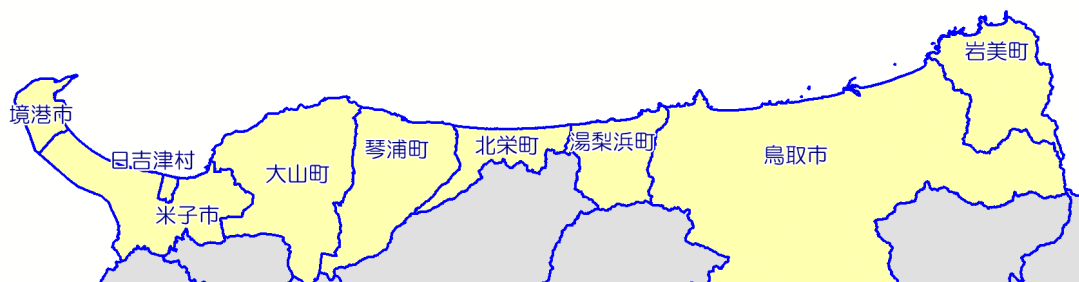 境港市
日吉津村
米子市
大山町
琴浦町
北栄町
湯梨浜町
鳥取市
岩美町